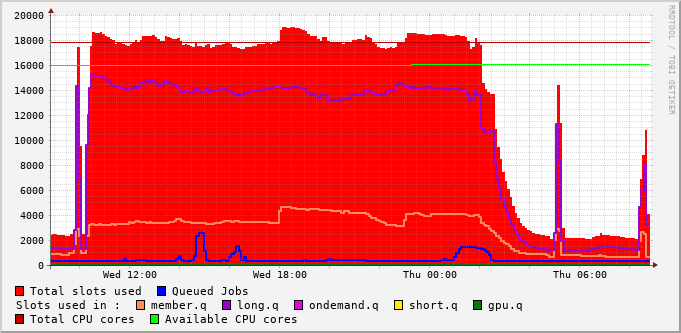 20000
18000
16000
14000
12000
10000
8000
6000
4000
2000
0
Wed 12:00 Wed 18:00 Thu 00:00 Thu 06:00
Total slots used Queued Jobs
Slots used in : member.q long.q ondemand.q short.q gpu.q
Total CPU cores Available CPU cores
RRDTOOL / TOBI OETIKER